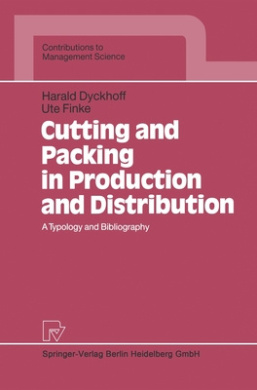 Contributions to
Management Science
Harald Dyckhoff
Ute Finke
Cutting and
Packing
in Production
and Distribution
A Typology and Bibliography
Springer-Verlag Berlin Heidelberg GmbH